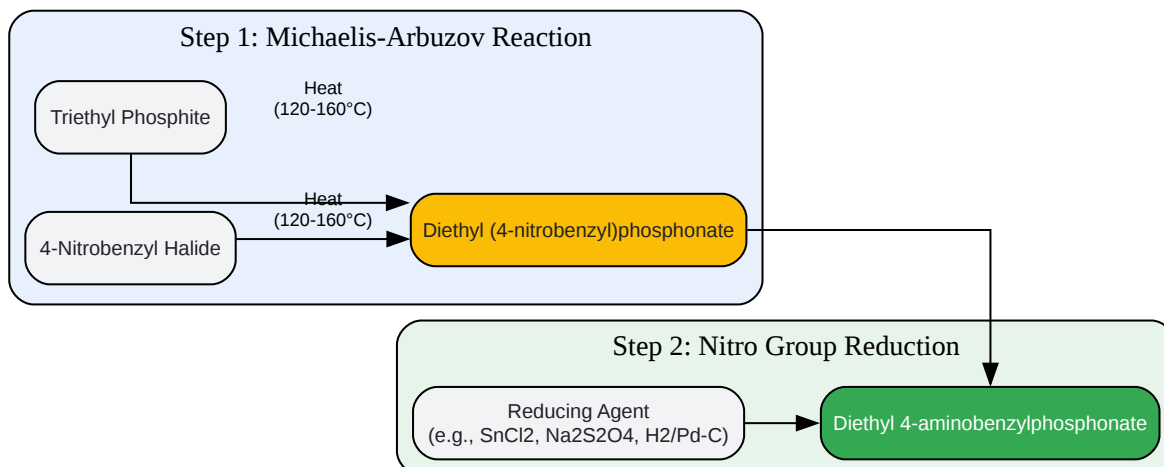 Step 1: Michaelis-Arbuzov Reaction
Heat
(120-160°C)
Triethyl Phosphite
Heat
(120-160°C)
4-Nitrobenzyl Halide
Diethyl (4-nitrobenzyl)phosphonate
Step 2: Nitro Group Reduction
Reducing Agent
(e.g., SnCl2, Na2S2O4, H2/Pd-C)
Diethyl 4-aminobenzylphosphonate